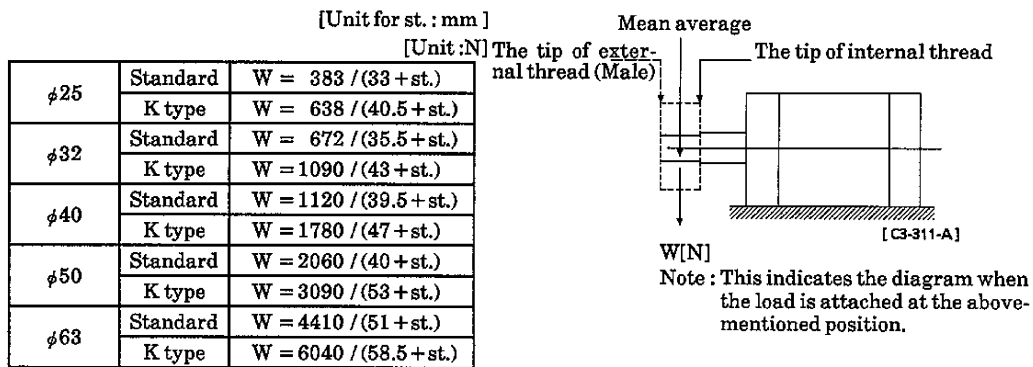 [Unit for st. : mm ]
[Unit :N]
φ25 Standard W = 383 / (33 + st.)
K type W = 638 / (40.5 + st.)
φ32 Standard W = 672 / (35.5 + st.)
K type W = 1090 / (43 + st.)
φ40 Standard W = 1120 / (39.5 + st.)
K type W = 1780 / (47 + st.)
φ50 Standard W = 2060 / (40 + st.)
K type W = 3090 / (53 + st.)
φ63 Standard W = 4410 / (51 + st.)
K type W = 6040 / (58.5 + st.)
Mean average
The tip of exter-
nal thread (Male)
The tip of internal thread
[ C3-311-A]
W[N]
Note : This indicates the diagram when
the load is attached at the above-
mentioned position.